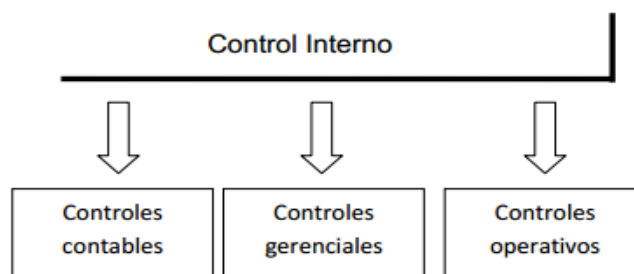 Control Interno
Controles
contables
Controles
gerenciales
Controles
operativos